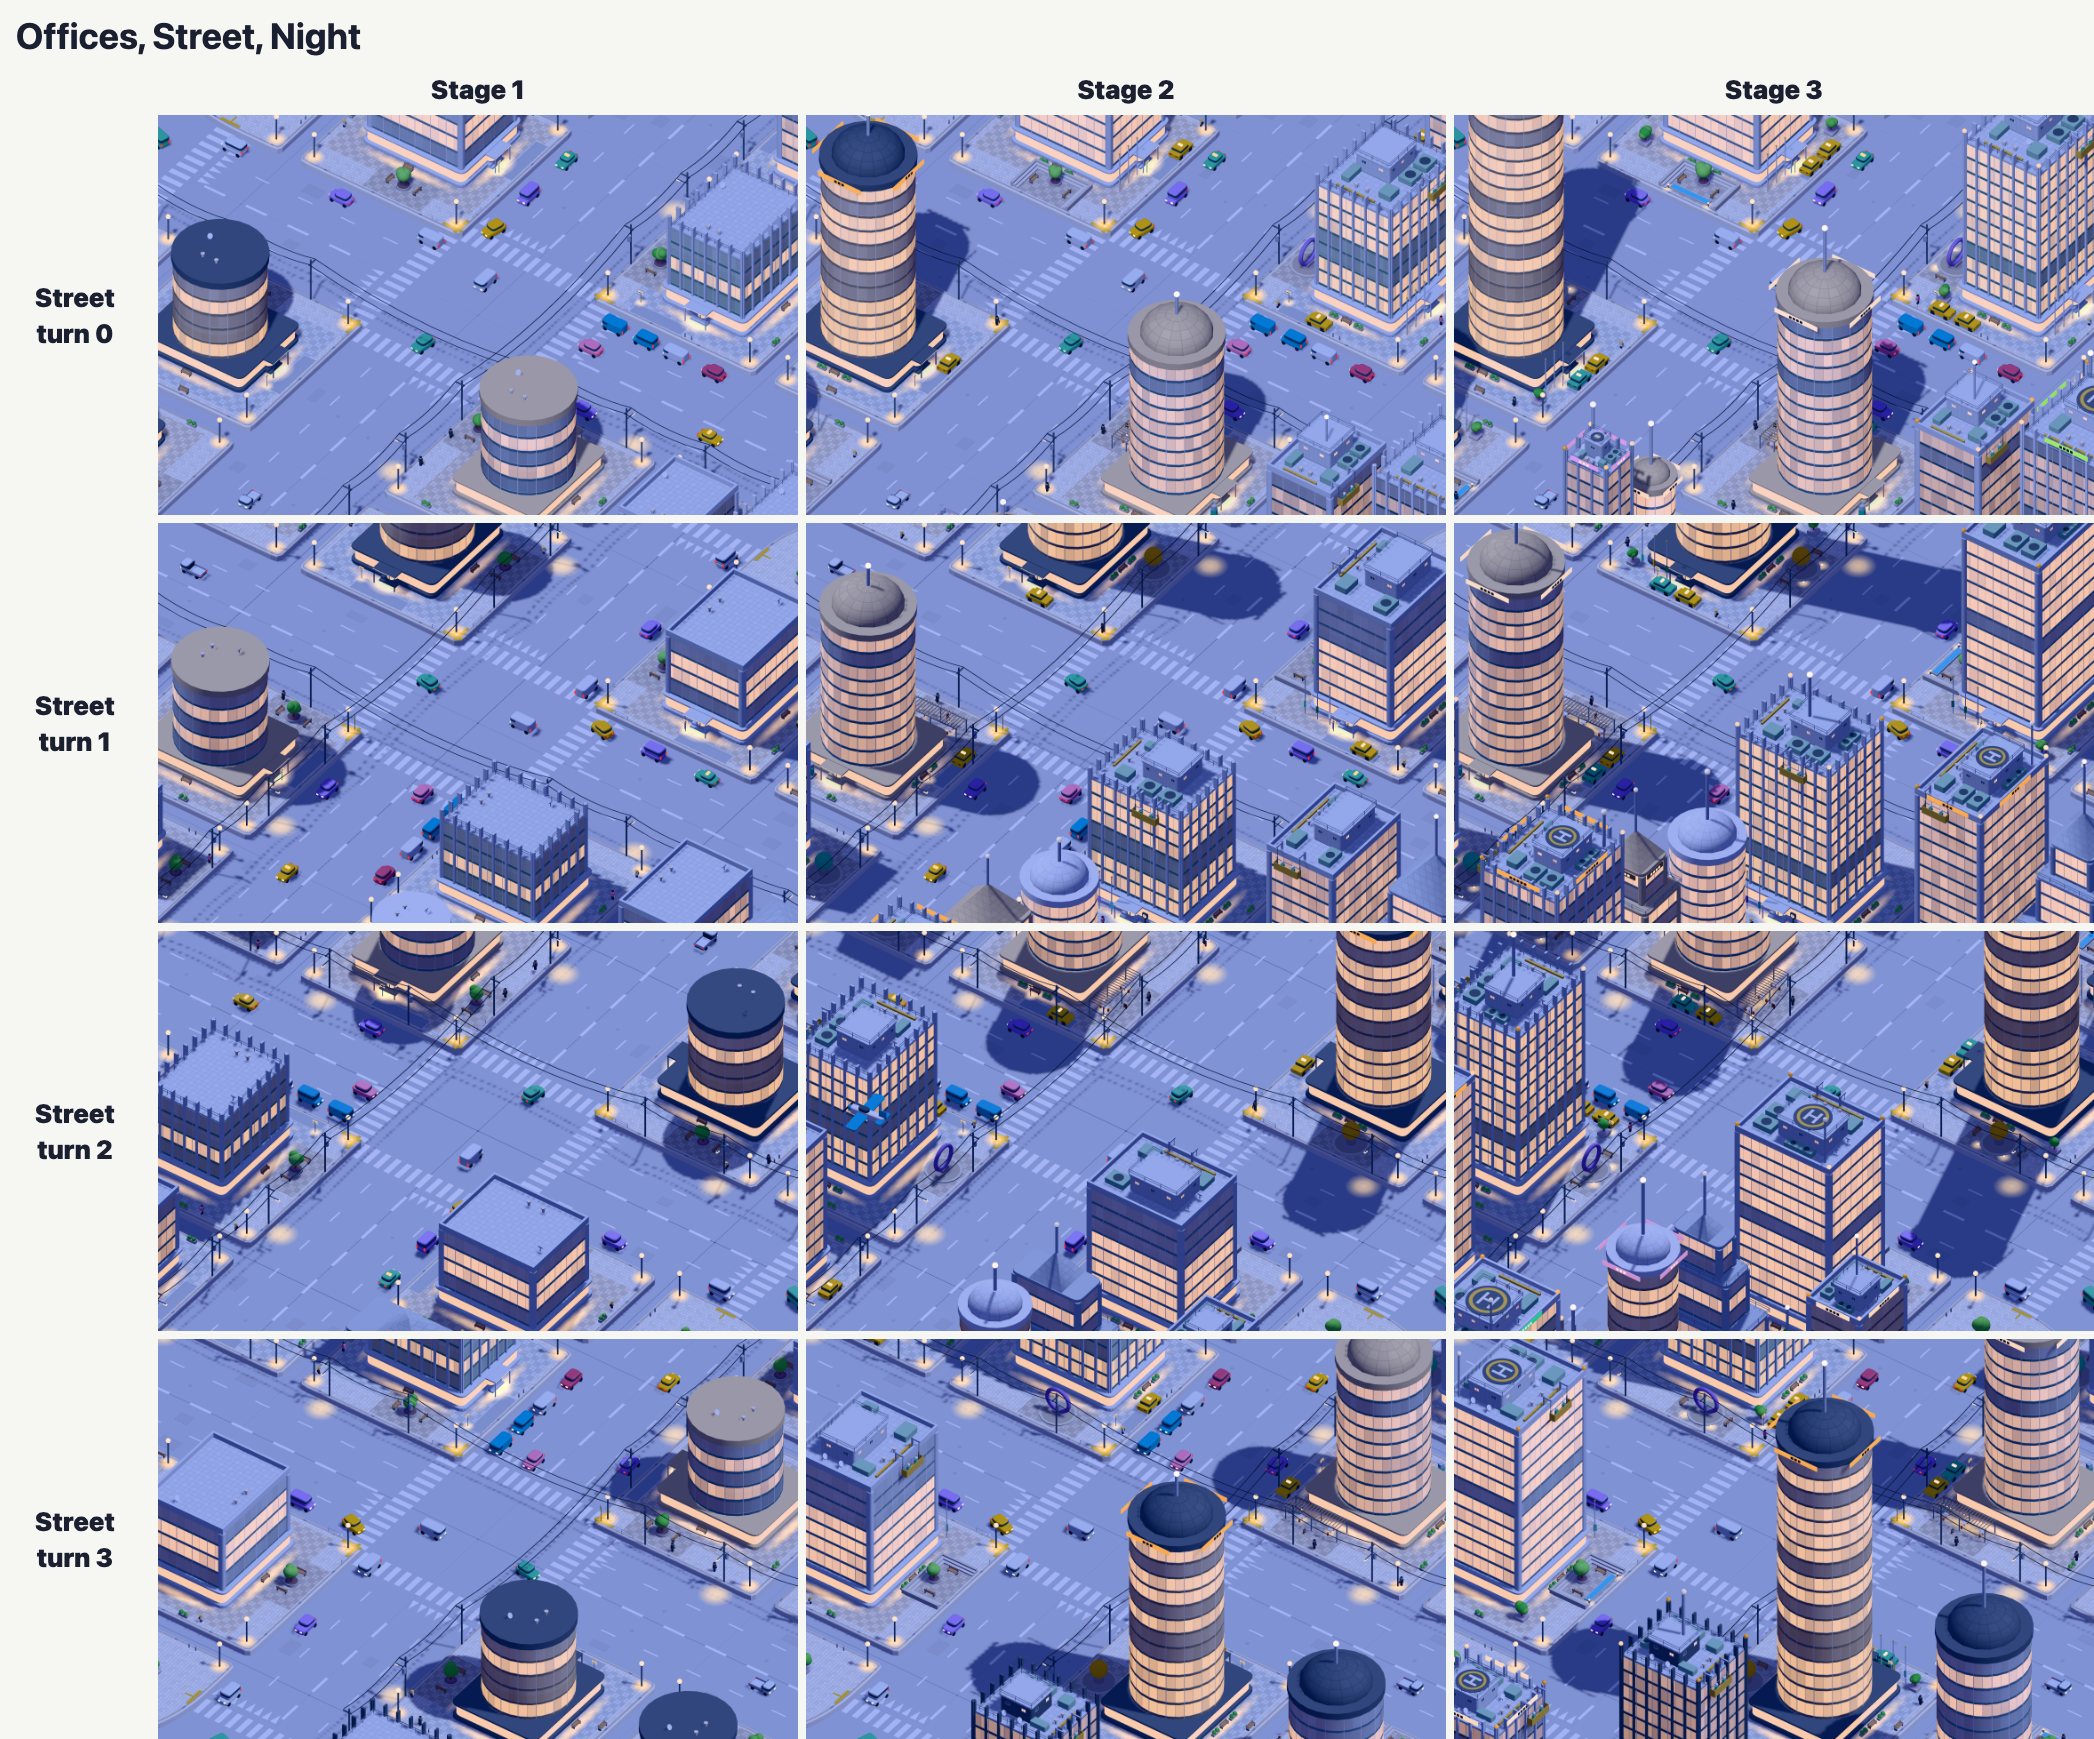 Offices, Street, Night
Stage 1
Stage 2
Stage 3
Street
turn 0
Street
turn 1
H
H
Street
turn 2
H
H
Street
turn 3
H
H